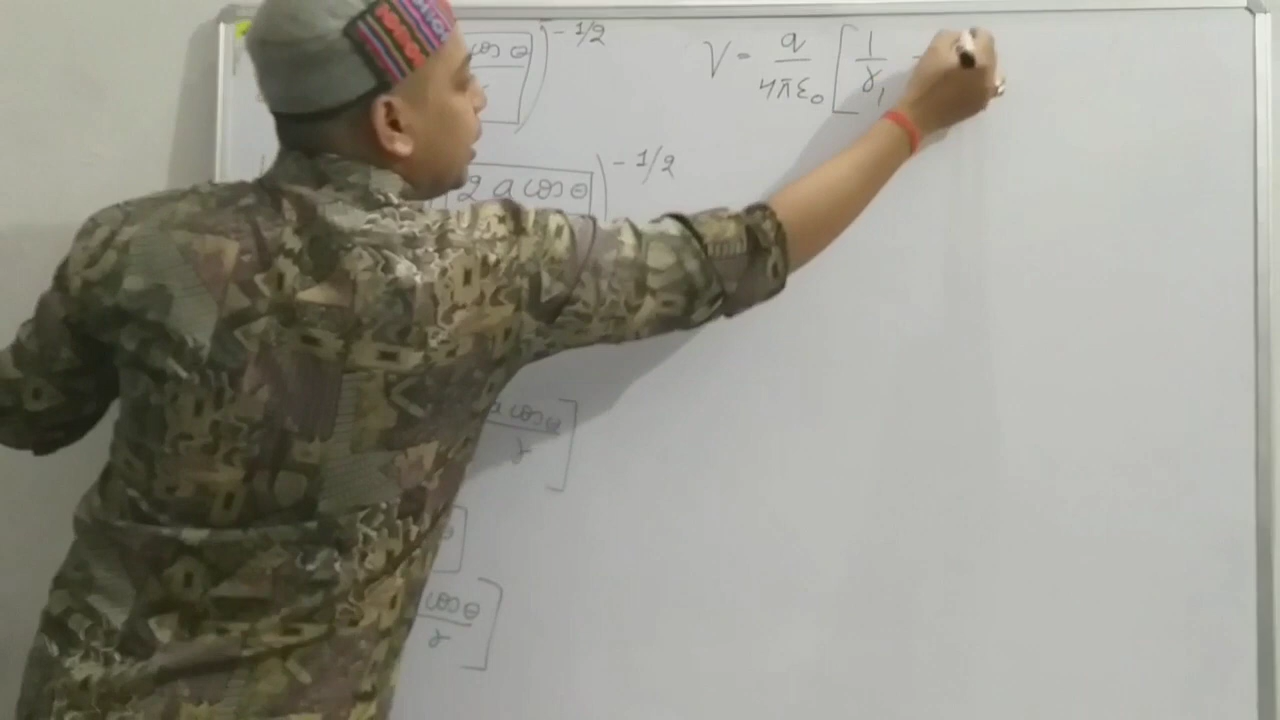 cos θ )^-1/2
V = q/4πε₀ [ 1/r₁ -
2 a cos θ )^-1/2
a cos θ / r ]
θ ]
cos θ / r ]